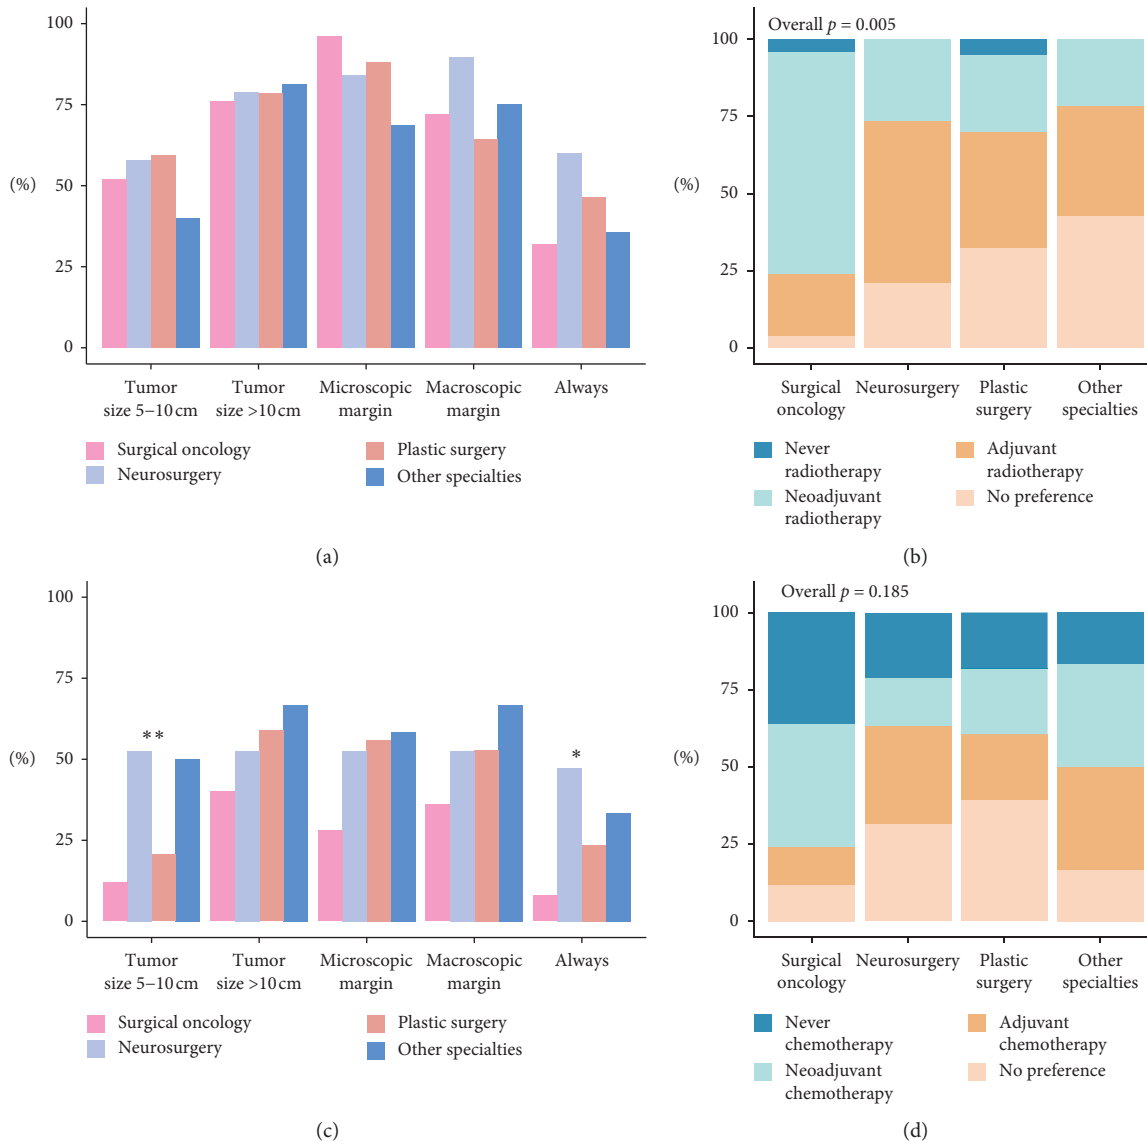 100
75
(%)
50
25
0
Tumor
size 5–10 cm
Tumor
size >10 cm
Microscopic
margin
Macroscopic
margin
Always
Surgical oncology
Neurosurgery
Plastic surgery
Other specialties
(a)
Overall p = 0.005
100
75
(%)
50
25
0
Surgical
oncology
Neurosurgery
Plastic
surgery
Other
specialties
Never
radiotherapy
Neoadjuvant
radiotherapy
Adjuvant
radiotherapy
No preference
(b)
100
75
(%)
50
25
0
**
*
Tumor
size 5–10 cm
Tumor
size >10 cm
Microscopic
margin
Macroscopic
margin
Always
Surgical oncology
Neurosurgery
Plastic surgery
Other specialties
(c)
Overall p = 0.185
100
75
(%)
50
25
0
Surgical
oncology
Neurosurgery
Plastic
surgery
Other
specialties
Never
chemotherapy
Neoadjuvant
chemotherapy
Adjuvant
chemotherapy
No preference
(d)